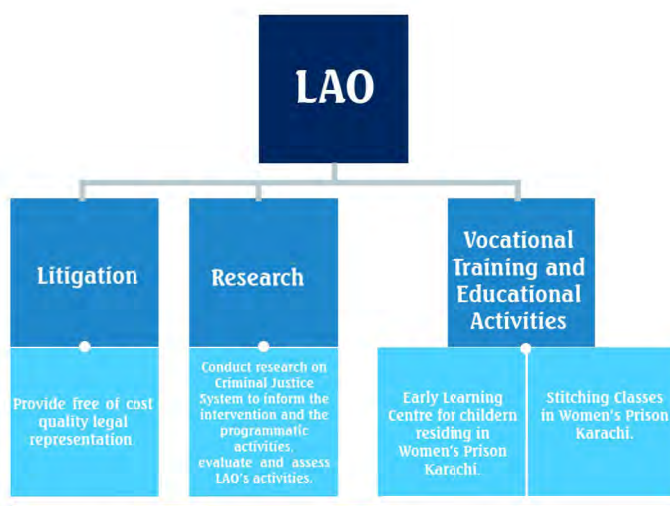 LAO
Litigation
Research
Vocational
Training and
Educational
Activities
Provide free of cost
quality legal
representation
Conduct research on
Criminal Justice
System to inform the
intervention and the
programmatic
activities,
evaluate and assess
LAO's activities.
Early Learning
Centre for childern
residing in
Women's Prison
Karachi.
Stitching Classes
in Women's Prison
Karachi.